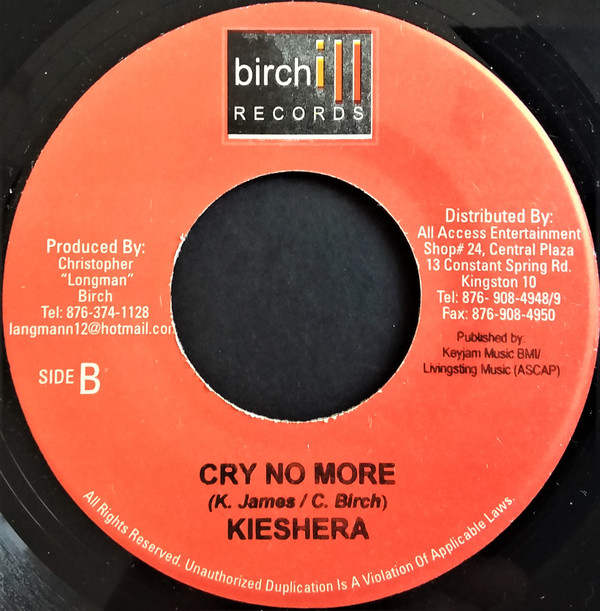 birchill
RECORDS
Produced By:
Christopher
"Longman"
Birch
Tel: 876-374-1128
langmann12@hotmail.com
SIDE B
Distributed By:
All Access Entertainment
Shop# 24, Central Plaza
13 Constant Spring Rd.
Kingston 10
Tel: 876- 908-4948/9
Fax: 876-908-4950
Published by:
Keyjam Music BMI/
Livingsting Music (ASCAP)
CRY NO MORE
(K. James / C. Birch)
KIESHERA
All Rights Reserved. Unauthorized Duplication Is A Violation Of Applicable Laws.